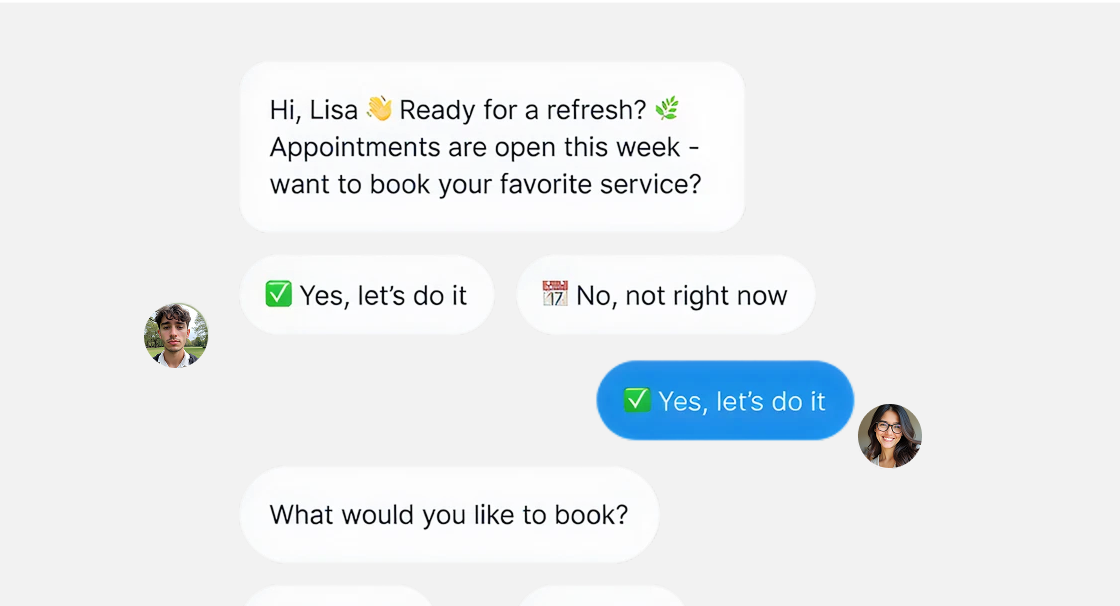 Hi, Lisa 👋 Ready for a refresh? 🌿
Appointments are open this week -
want to book your favorite service?
✅ Yes, let's do it
📅 No, not right now
✅ Yes, let's do it
What would you like to book?